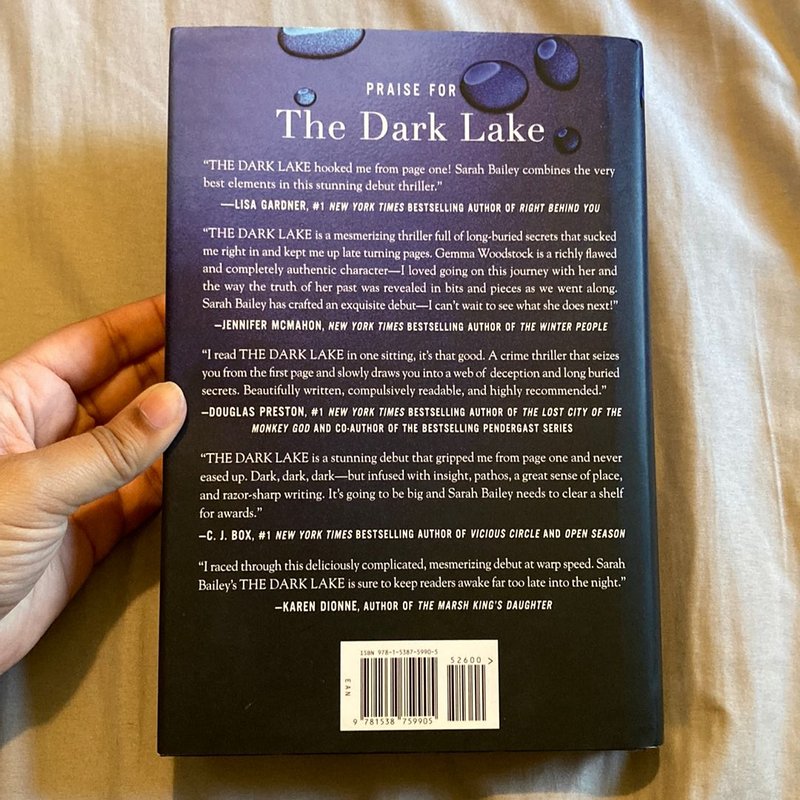 PRAISE FOR
The Dark Lake
“THE DARK LAKE hooked me from page one! Sarah Bailey combines the very
best elements in this stunning debut thriller.”
—LISA GARDNER, #1 NEW YORK TIMES BESTSELLING AUTHOR OF RIGHT BEHIND YOU
“THE DARK LAKE is a mesmerizing thriller full of long-buried secrets that sucked
me right in and kept me up late turning pages. Gemma Woodstock is a richly flawed
and completely authentic character—I loved going on this journey with her and
the way the truth of her past was revealed in bits and pieces as we went along.
Sarah Bailey has crafted an exquisite debut—I can’t wait to see what she does next!”
—JENNIFER MCMAHON, NEW YORK TIMES BESTSELLING AUTHOR OF THE WINTER PEOPLE
“I read THE DARK LAKE in one sitting, it’s that good. A crime thriller that seizes
you from the first page and slowly draws you into a web of deception and long buried
secrets. Beautifully written, compulsively readable, and highly recommended.”
—DOUGLAS PRESTON, #1 NEW YORK TIMES BESTSELLING AUTHOR OF THE LOST CITY OF THE
MONKEY GOD AND CO-AUTHOR OF THE BESTSELLING PENDERGAST SERIES
“THE DARK LAKE is a stunning debut that gripped me from page one and never
eased up. Dark, dark, dark—but infused with insight, pathos, a great sense of place,
and razor-sharp writing. It’s going to be big and Sarah Bailey needs to clear a shelf
for awards.”
—C. J. BOX, #1 NEW YORK TIMES BESTSELLING AUTHOR OF VICIOUS CIRCLE AND OPEN SEASON
“I raced through this deliciously complicated, mesmerizing debut at warp speed. Sarah
Bailey’s THE DARK LAKE is sure to keep readers awake far too late into the night.”
—KAREN DIONNE, AUTHOR OF THE MARSH KING’S DAUGHTER
ISBN 978-1-5387-5990-5
52600 >
EAN
9 781538 759905